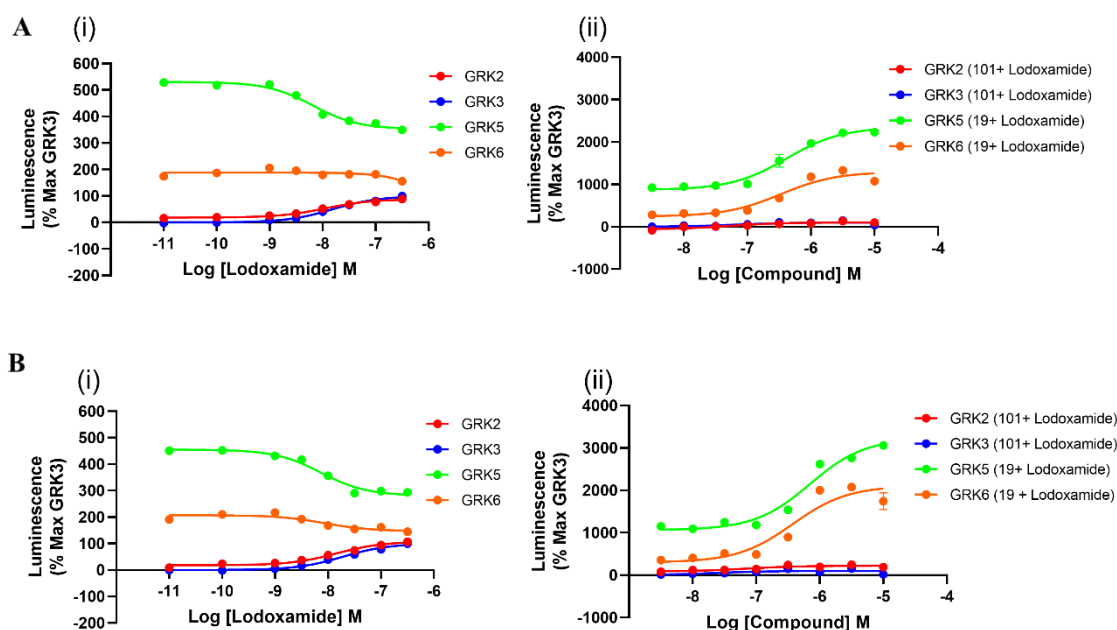 A
(i)
Luminescence
(% Max GRK3)
600
500
400
300
200
100
0
-100
-200
-11
-10
-9
-8
-7
-6
Log [Lodoxamide] M
GRK2
GRK3
GRK5
GRK6
(ii)
Luminescence
(% Max GRK3)
4000
3000
2000
1000
0
-1000
-8
-7
-6
-5
-4
Log [Compound] M
GRK2 (101+ Lodoxamide)
GRK3 (101+ Lodoxamide)
GRK5 (19+ Lodoxamide)
GRK6 (19+ Lodoxamide)
B
(i)
Luminescence
(% Max GRK3)
600
500
400
300
200
100
0
-11
-10
-9
-8
-7
-6
Log [Lodoxamide] M
GRK2
GRK3
GRK5
GRK6
(ii)
Luminescence
(% Max GRK3)
4000
3000
2000
1000
0
-1000
-8
-7
-6
-5
-4
Log [Compound] M
GRK2 (101+ Lodoxamide)
GRK3 (101+ Lodoxamide)
GRK5 (19+ Lodoxamide)
GRK6 (19 + Lodoxamide)